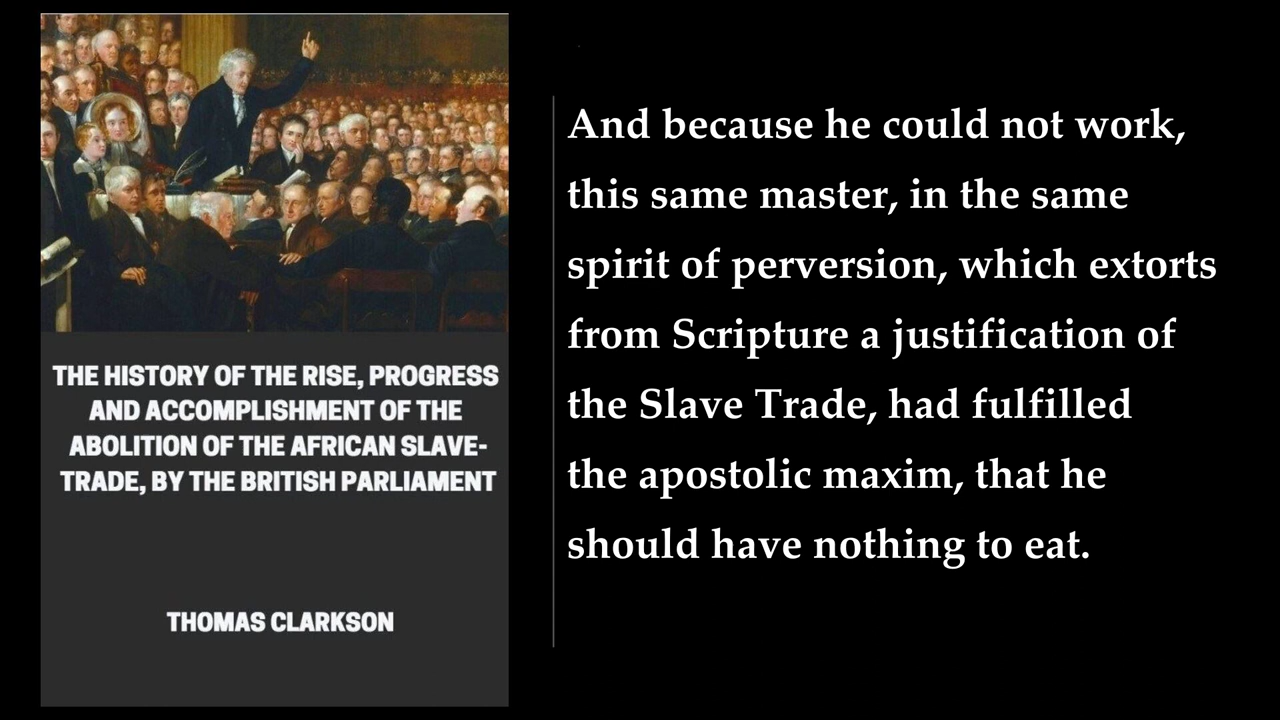 THE HISTORY OF THE RISE, PROGRESS
AND ACCOMPLISHMENT OF THE
ABOLITION OF THE AFRICAN SLAVE-
TRADE, BY THE BRITISH PARLIAMENT
THOMAS CLARKSON
And because he could not work,
this same master, in the same
spirit of perversion, which extorts
from Scripture a justification of
the Slave Trade, had fulfilled
the apostolic maxim, that he
should have nothing to eat.